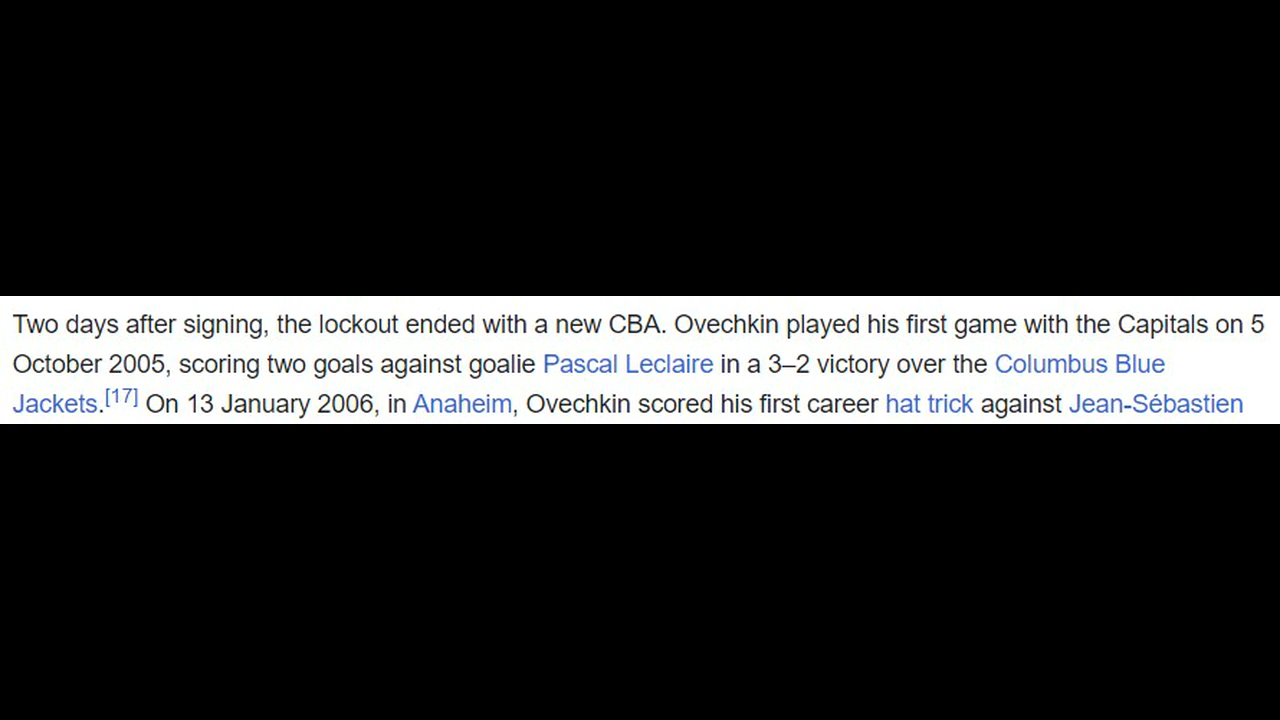 Two days after signing, the lockout ended with a new CBA. Ovechkin played his first game with the Capitals on 5
October 2005, scoring two goals against goalie Pascal Leclaire in a 3–2 victory over the Columbus Blue
Jackets.[17] On 13 January 2006, in Anaheim, Ovechkin scored his first career hat trick against Jean-Sébastien